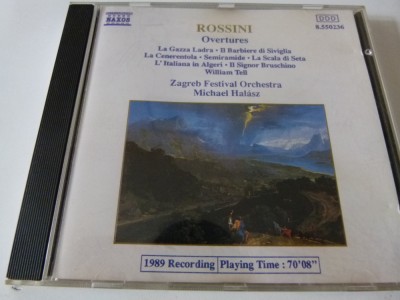 NAXOS
DDD
8.550236
ROSSINI
Overtures
La Gazza Ladra • Il Barbiere di Siviglia
La Cenerentola • Semiramide • La Scala di Seta
L' Italiana in Algeri • Il Signor Bruschino
William Tell
Zagreb Festival Orchestra
Michael Halász
1989 Recording Playing Time : 70'08"